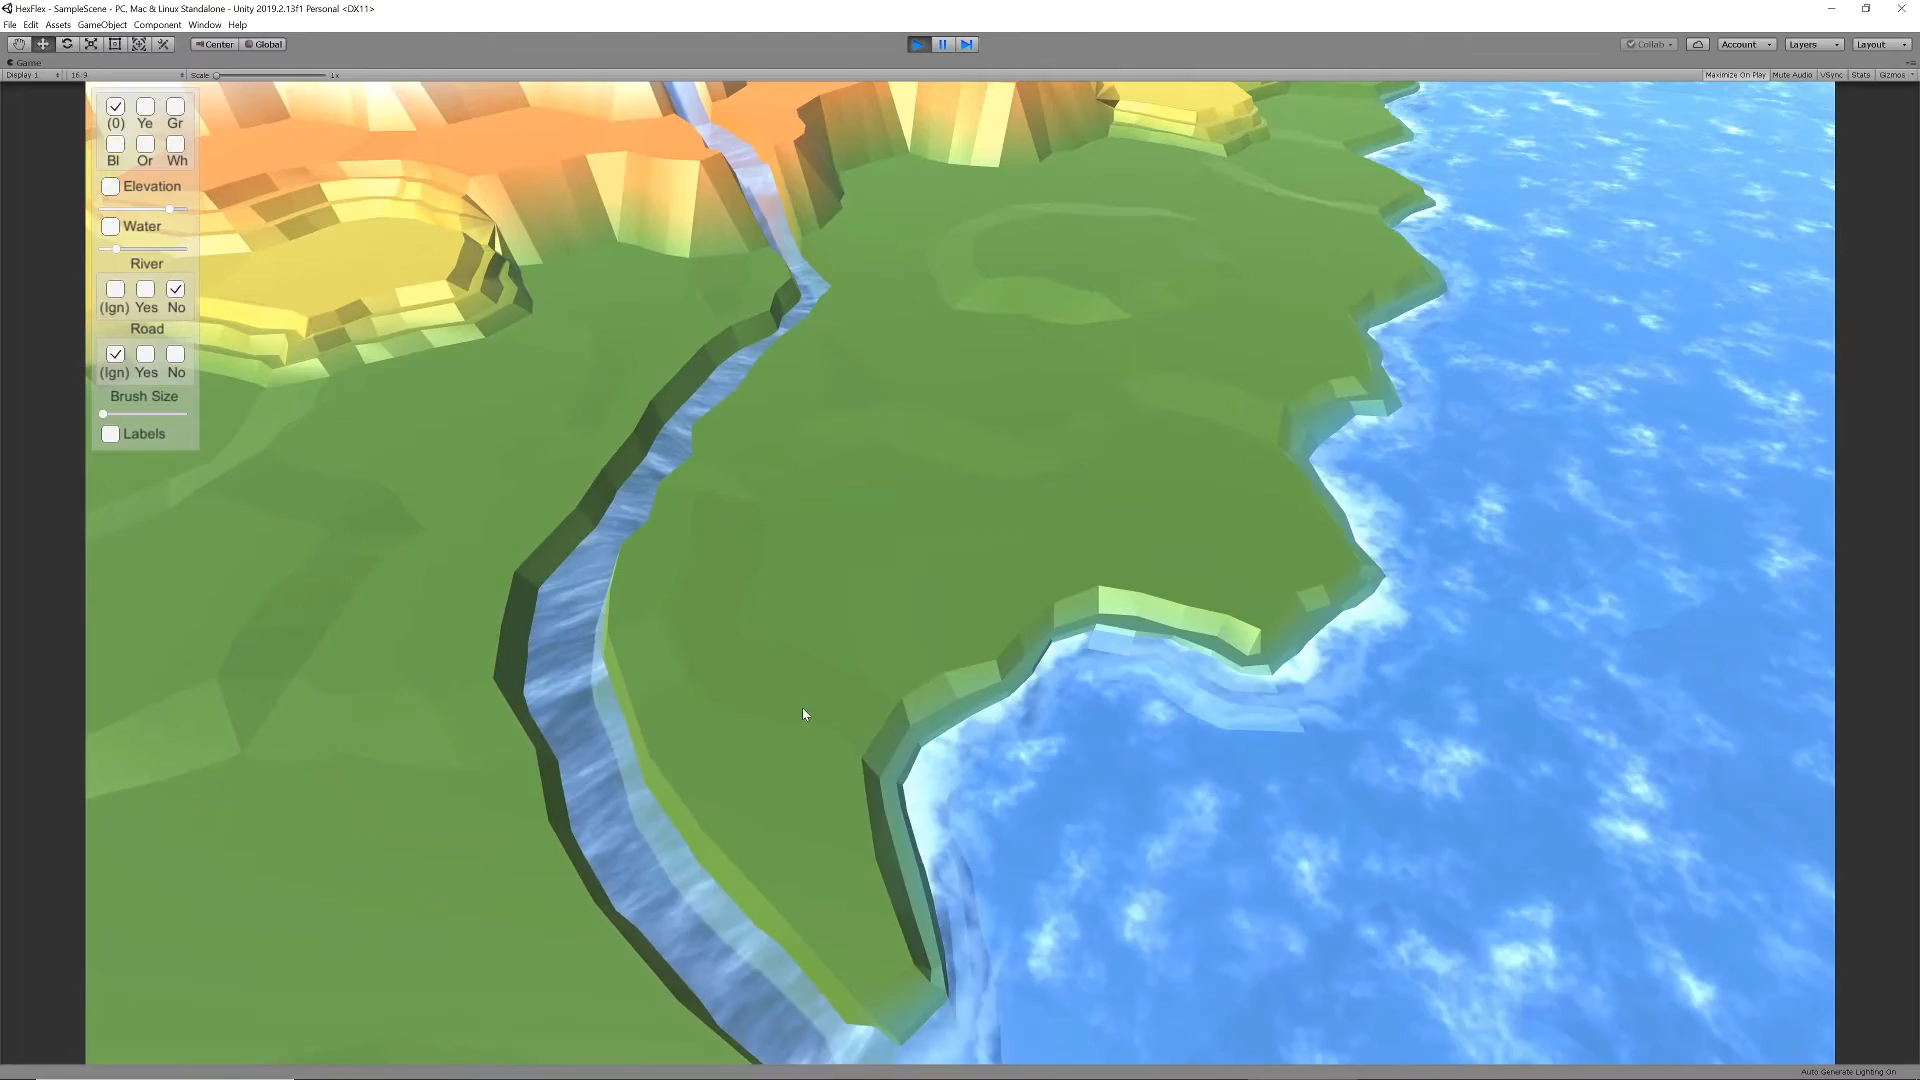 HexFlex - SampleScene - PC, Mac & Linux Standalone - Unity 2019.2.13f1 Personal <DX11>
File Edit Assets GameObject Component Window Help
Center Global Collab Account Layers Layout
Game
Display 1 16:9 Scale 1x Maximize On Play Mute Audio VSync Stats Gizmos
(0) Ye Gr
Bl Or Wh
Elevation
Water
River
(Ign) Yes No
Road
(Ign) Yes No
Brush Size
Labels
Auto Generate Lighting On